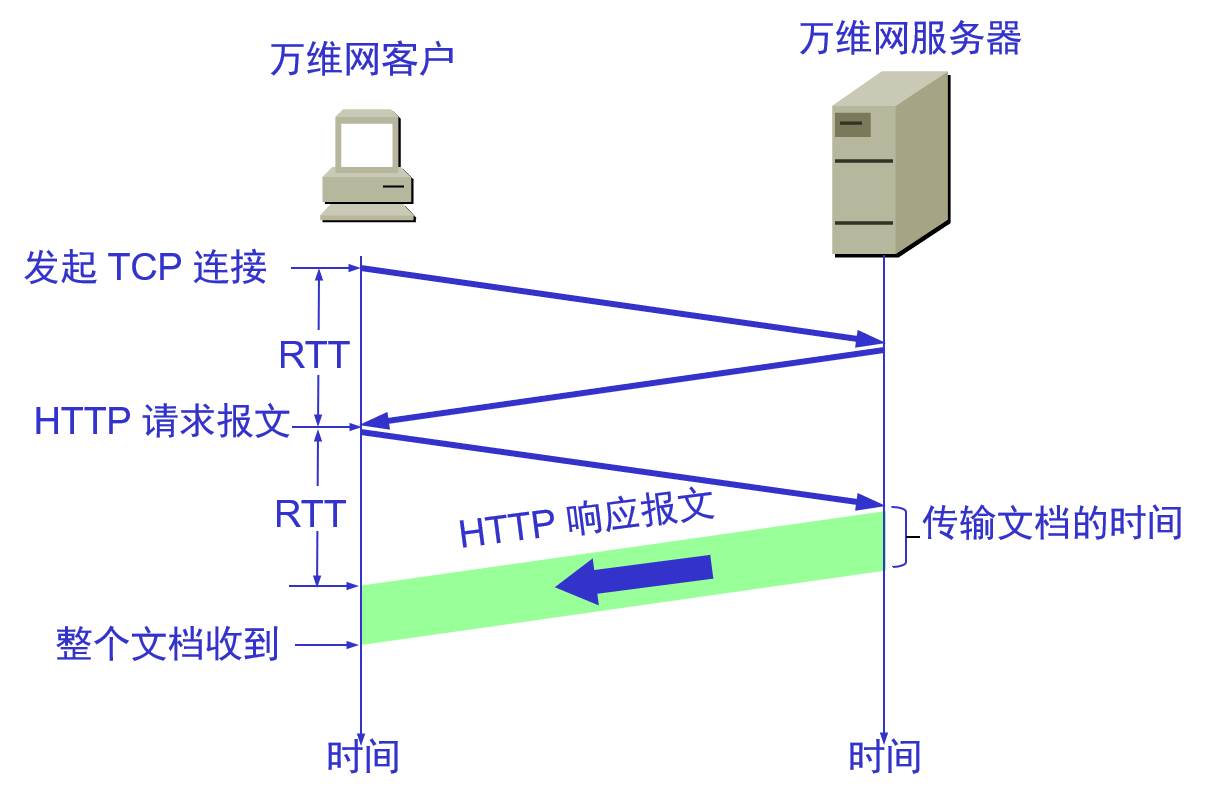 万维网客户
万维网服务器
发起 TCP 连接
RTT
HTTP 请求报文
RTT
HTTP 响应报文
传输文档的时间
整个文档收到
时间
时间